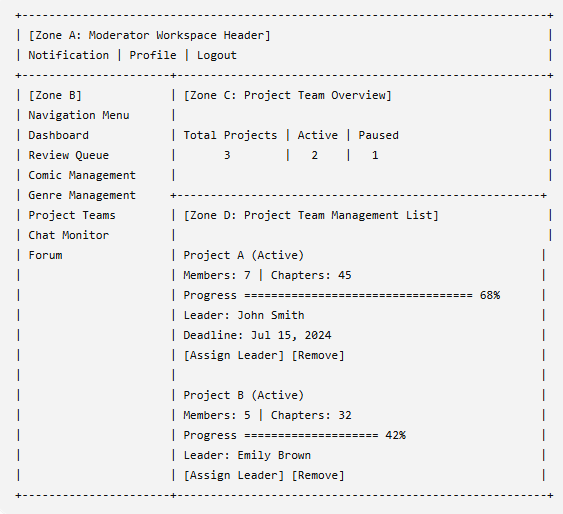 +------------------------------------------------------------------------------+
| [Zone A: Moderator Workspace Header]                                         |
| Notification | Profile | Logout                                              |
+----------------------+-------------------------------------------------------+
| [Zone B]             | [Zone C: Project Team Overview]                       |
| Navigation Menu      |                                                       |
| Dashboard            | Total Projects | Active | Paused                      |
| Review Queue         |       3        |   2    |   1                         |
| Comic Management     |                                                       |
| Genre Management     +------------------------------------------------------+
| Project Teams        | [Zone D: Project Team Management List]                |
| Chat Monitor         |                                                       |
| Forum                | Project A (Active)                                   |
|                      | Members: 7 | Chapters: 45                            |
|                      | Progress ================================== 68%      |
|                      | Leader: John Smith                                   |
|                      | Deadline: Jul 15, 2024                               |
|                      | [Assign Leader] [Remove]                             |
|                      |                                                      |
|                      | Project B (Active)                                   |
|                      | Members: 5 | Chapters: 32                            |
|                      | Progress ==================== 42%                    |
|                      | Leader: Emily Brown                                  |
|                      | [Assign Leader] [Remove]                             |
+----------------------+-------------------------------------------------------+